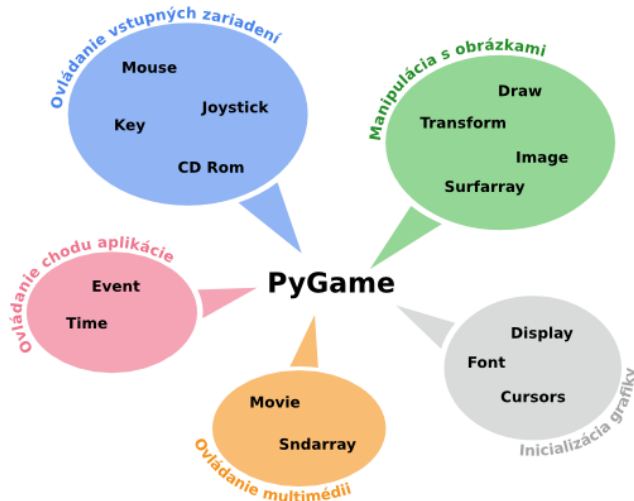 Ovládanie vstupných zariadení
Mouse
Joystick
Key
CD Rom
Manipulácia s obrázkami
Draw
Transform
Image
Surfarray
PyGame
Ovládanie chodu aplikácie
Event
Time
Movie
Sndarray
Ovládanie multimédii
Display
Font
Cursors
Inicializácia grafiky